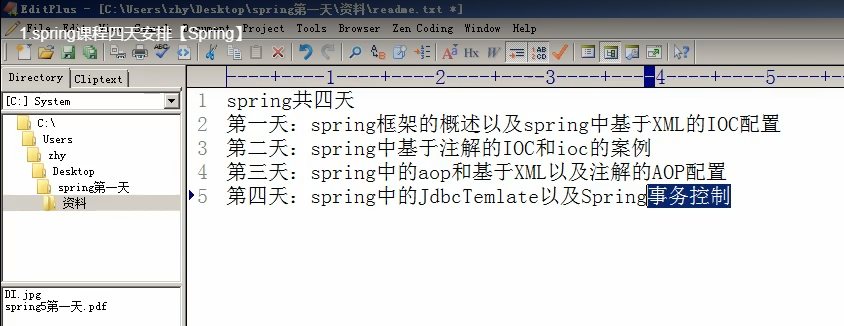 EditPlus - [C:\Users\zhy\Desktop\spring第一天\资料\readme.txt *]
1.spring课程四天安排【Spring】
Project Tools Browser Zen Coding Window Help
Directory Cliptext
[C:] System
C:\
Users
zhy
Desktop
spring第一天
资料
DI.jpg
spring5第一天.pdf
----+----1----+----2----+----3----+----4----+----5----+--
1 spring共四天
2 第一天：spring框架的概述以及spring中基于XML的IOC配置
3 第二天：spring中基于注解的IOC和ioc的案例
4 第三天：spring中的aop和基于XML以及注解的AOP配置
5 第四天：spring中的JdbcTemlate以及Spring事务控制